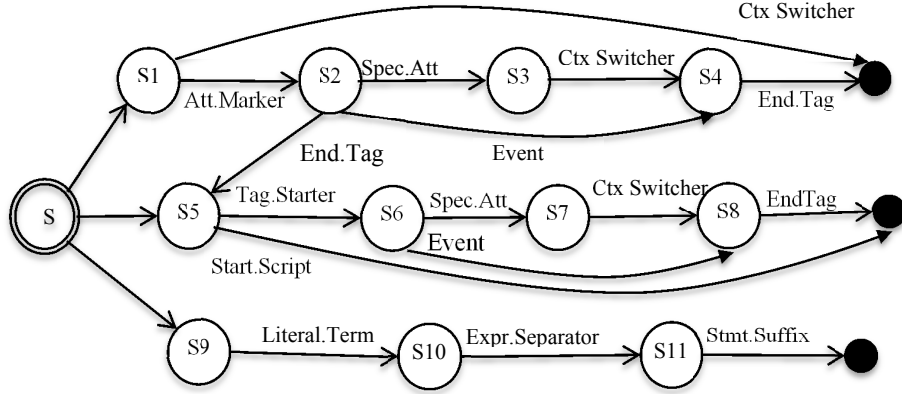 Ctx Switcher
S1
S2
Spec.Att
S3
Ctx Switcher
S4
Att.Marker
End.Tag
End.Tag
Event
S
S5
Tag.Starter
S6
Spec.Att
S7
Ctx Switcher
S8
EndTag
Event
Start.Script
S9
Literal.Term
S10
Expr.Separator
S11
Stmt.Suffix